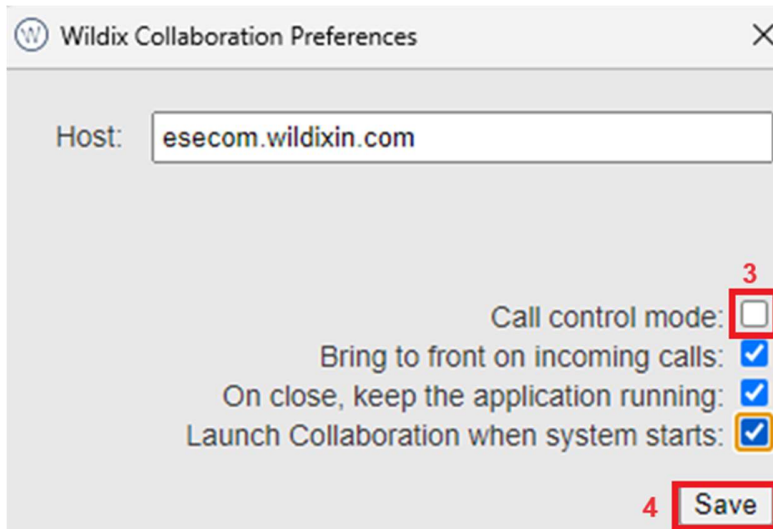 Wildix Collaboration Preferences
Host: esecom.wildixin.com
3
Call control mode:
Bring to front on incoming calls:
On close, keep the application running:
Launch Collaboration when system starts:
4 Save